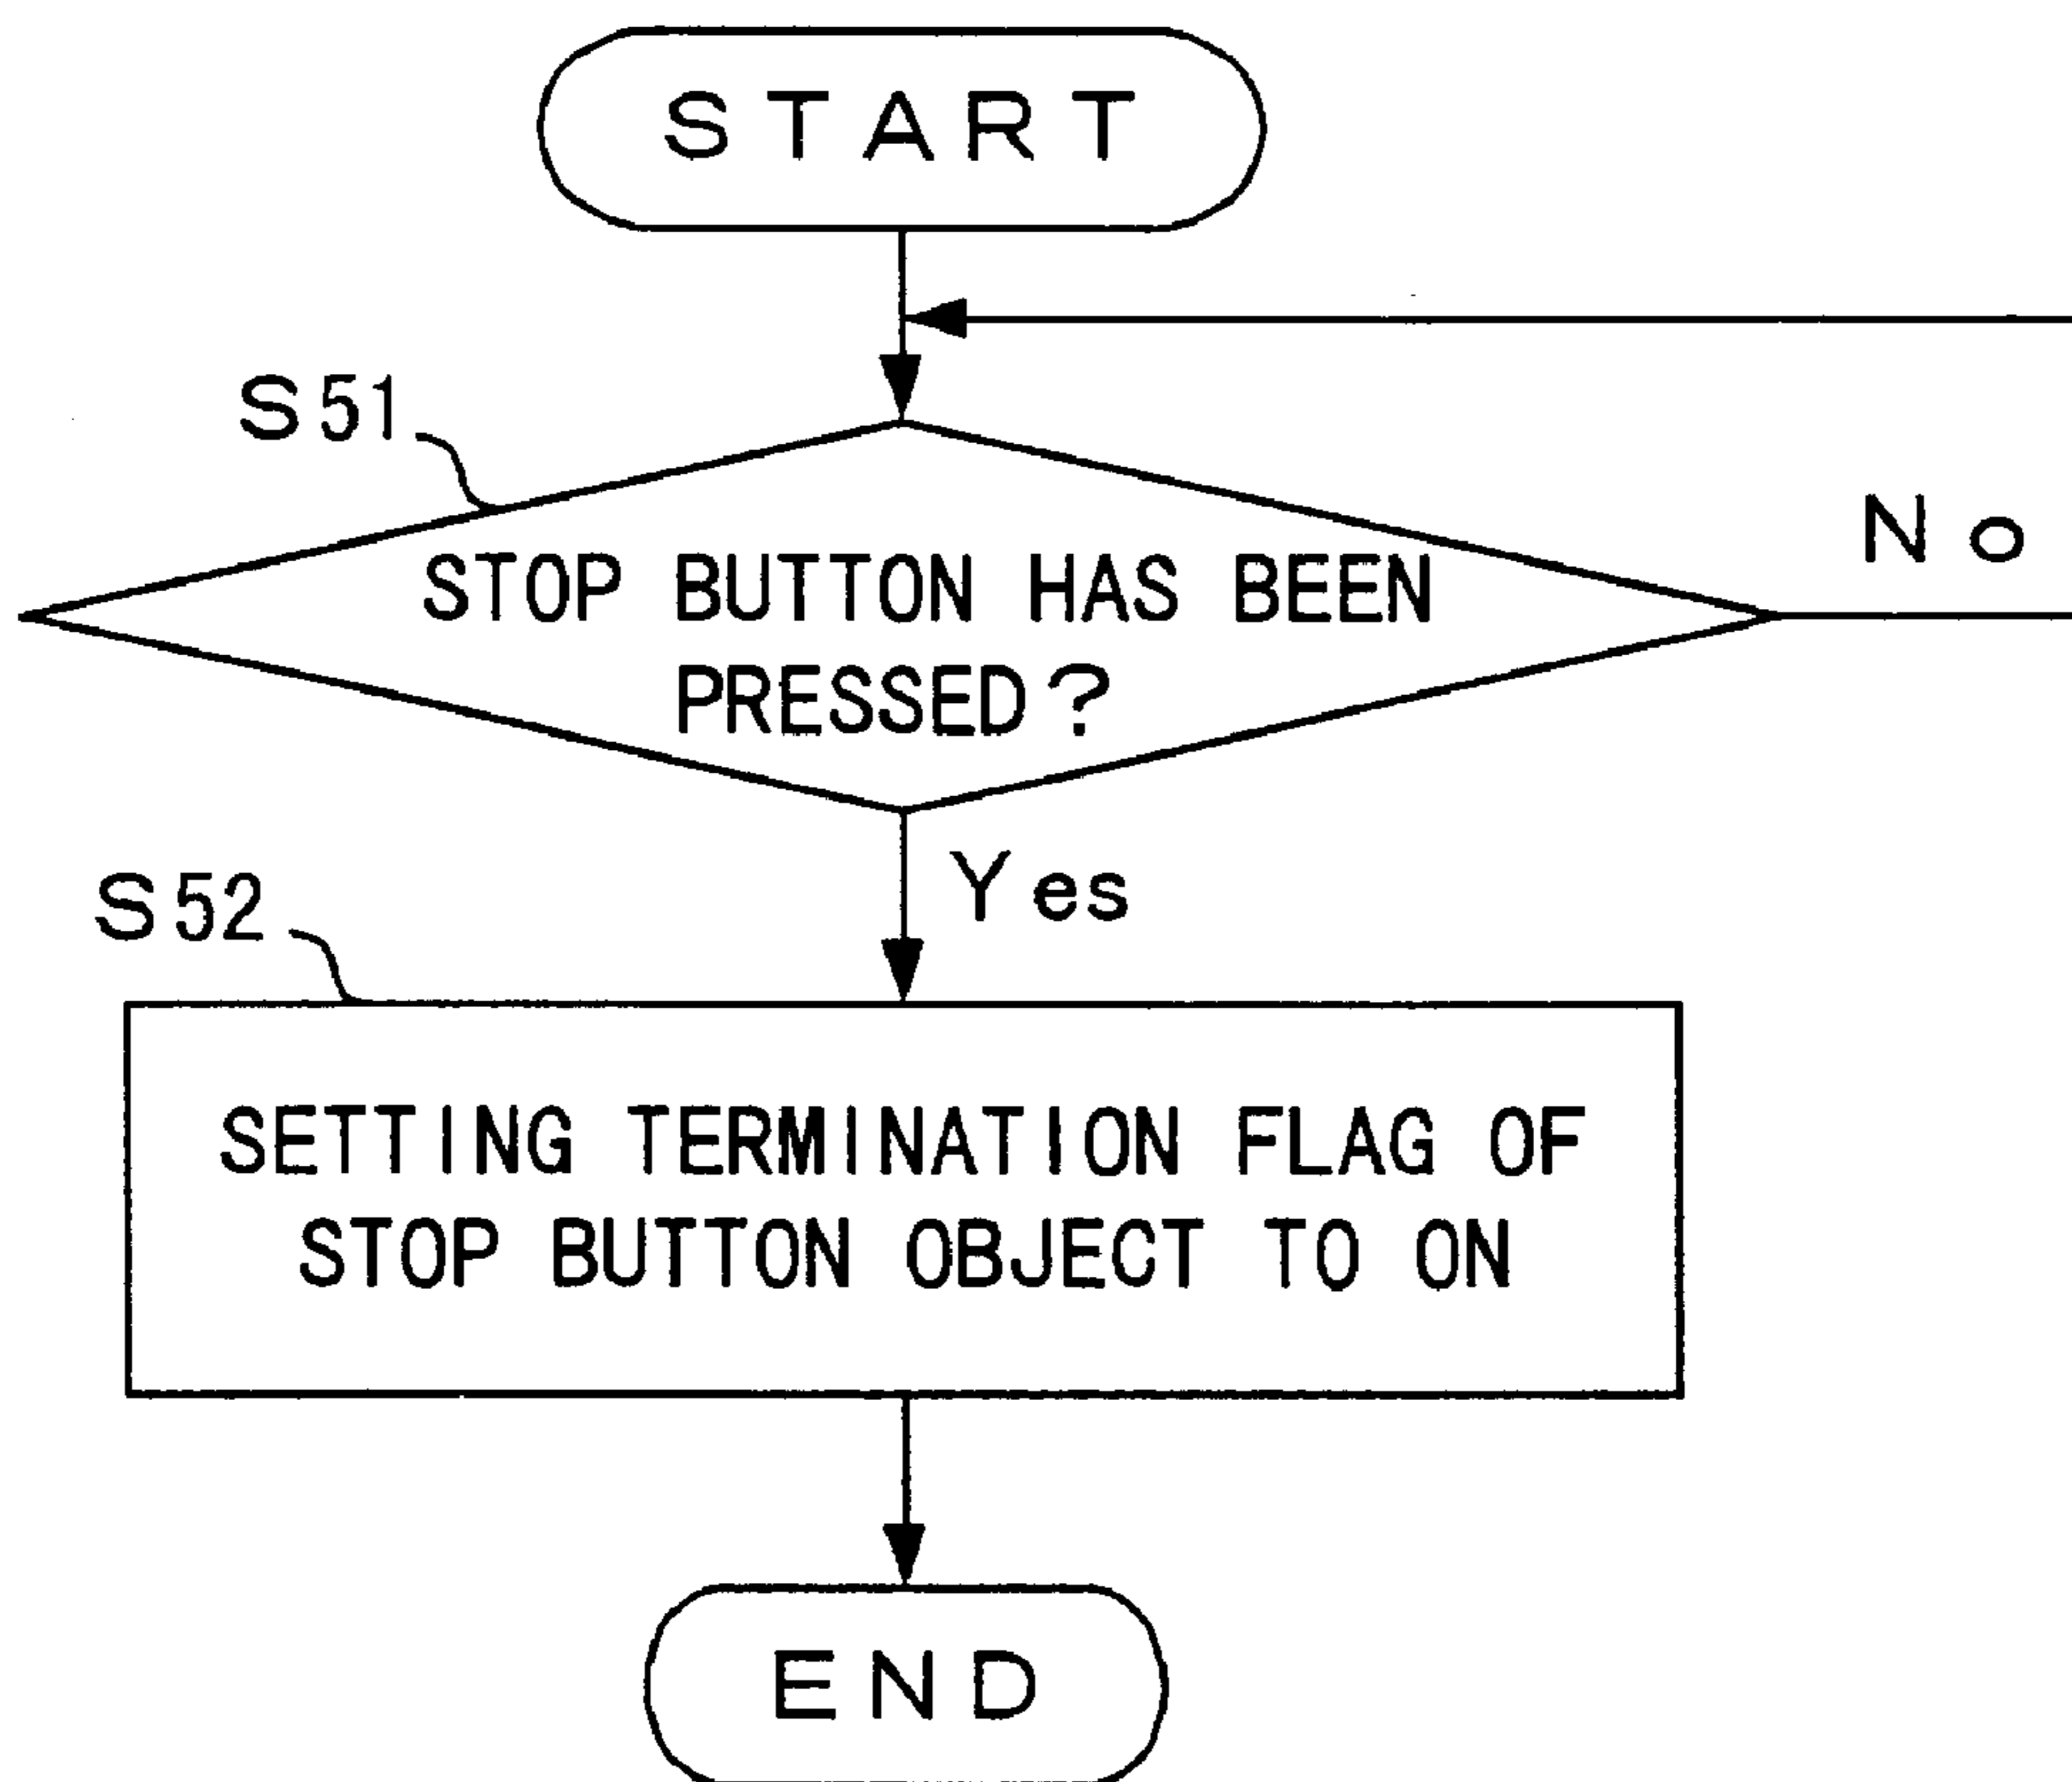 START
S51
STOP BUTTON HAS BEEN
PRESSED?
No
Yes
S52
SETTING TERMINATION FLAG OF
STOP BUTTON OBJECT TO ON
END